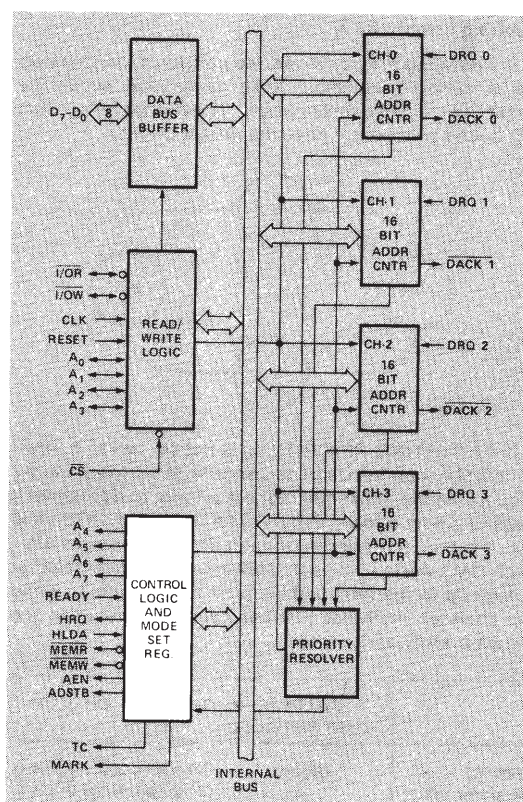 D7-D0
8
DATA
BUS
BUFFER
I/OR
I/OW
CLK
RESET
A0
A1
A2
A3
READ/
WRITE
LOGIC
CS
A4
A5
A6
A7
READY
HRQ
HLDA
MEMR
MEMW
AEN
ADSTB
CONTROL
LOGIC
AND
MODE
SET
REG.
TC
MARK
INTERNAL
BUS
CH-0
16
BIT
ADDR
CNTR
DRQ 0
DACK 0
CH-1
16
BIT
ADDR
CNTR
DRQ 1
DACK 1
CH-2
16
BIT
ADDR
CNTR
DRQ 2
DACK 2
CH-3
16
BIT
ADDR
CNTR
DRQ 3
DACK 3
PRIORITY
RESOLVER